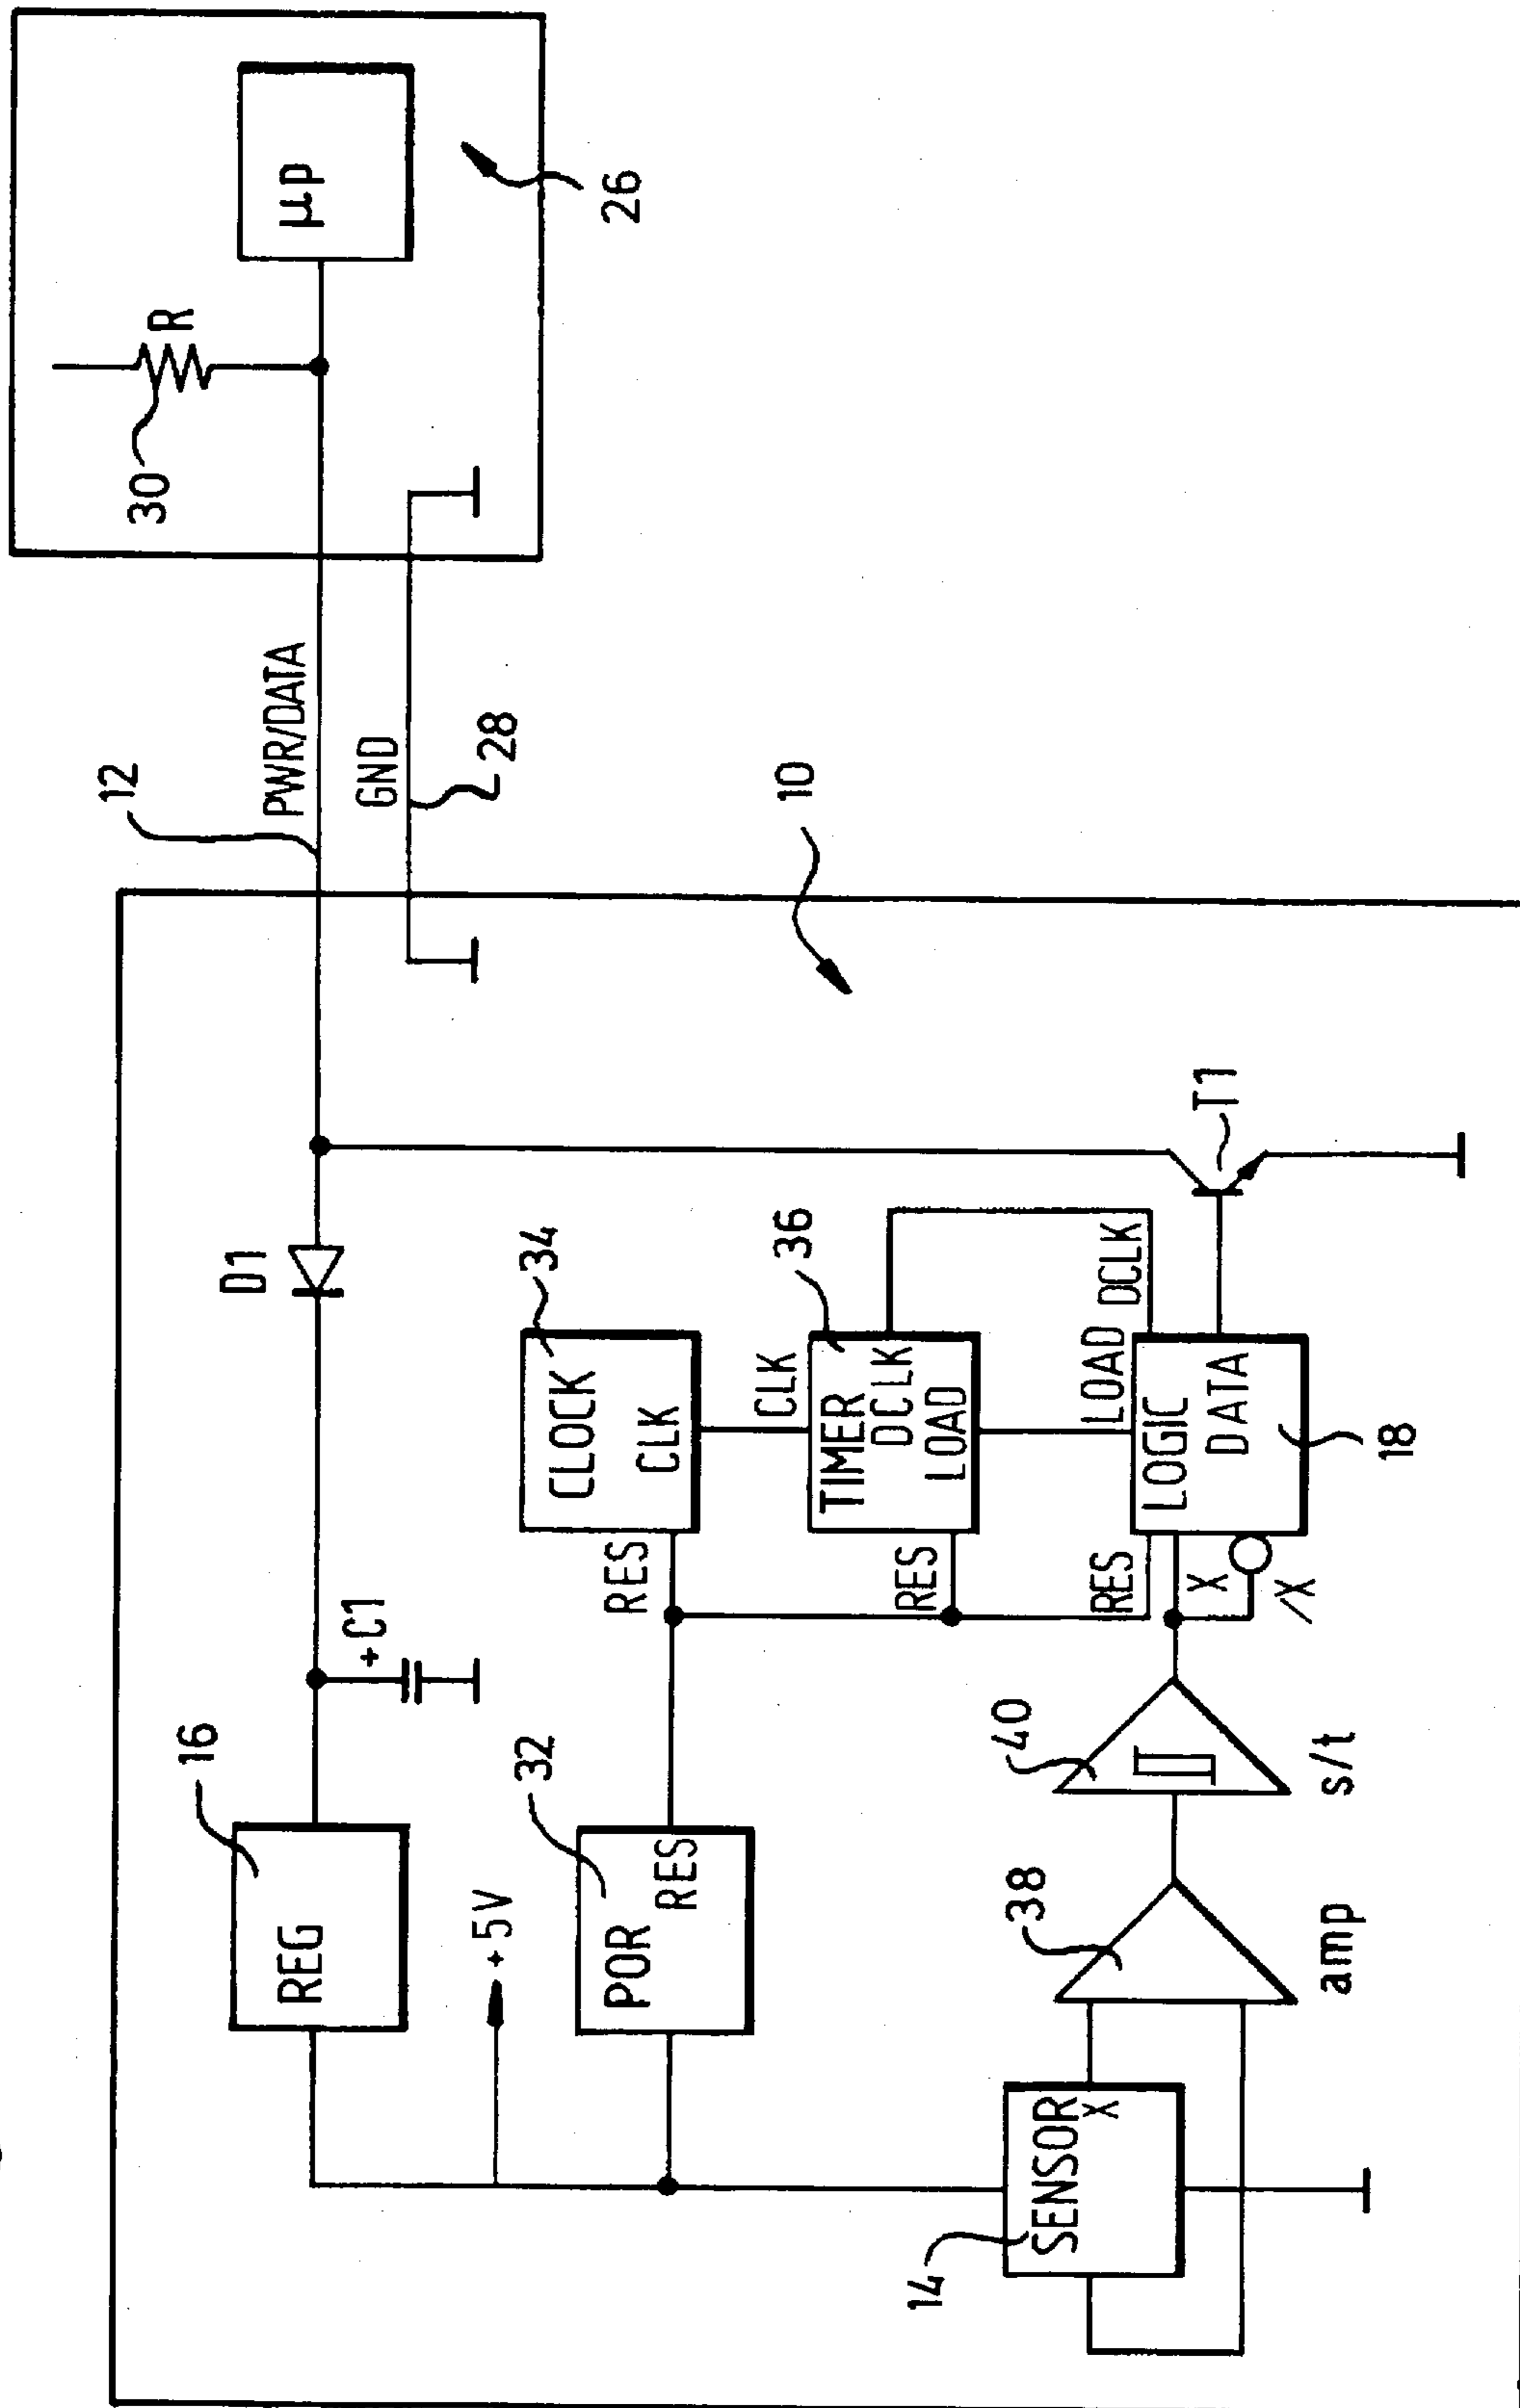 16
REG
+C1
D1
12
PWR/DATA
GND
28
30
R
µP
26
+5V
32
POR
RES
RES
34
CLOCK
CLK
CLK
10
36
TIMER
DCLK
LOAD
RES
14
SENSOR
X
38
amp
40
s/t
RES
X
/X
LOAD
DCLK
LOGIC
DATA
18
T1